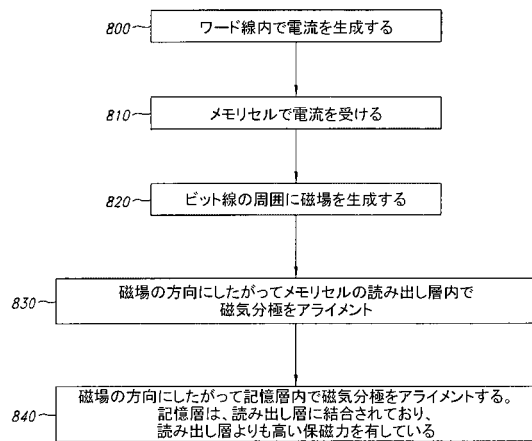 800
ワード線内で電流を生成する
810
メモリセルで電流を受ける
820
ビット線の周囲に磁場を生成する
830
磁場の方向にしたがってメモリセルの読み出し層内で
磁気分極をアライメント
840
磁場の方向にしたがって記憶層内で磁気分極をアライメントする。
記憶層は、読み出し層に結合されており、
読み出し層よりも高い保磁力を有している